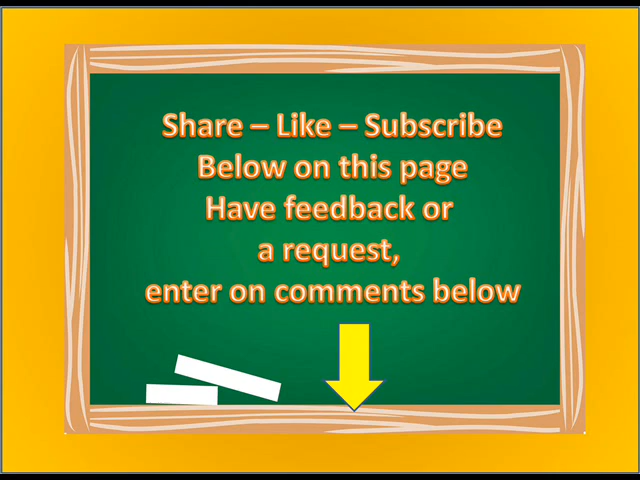 Share – Like – Subscribe
Below on this page
Have feedback or
a request,
enter on comments below